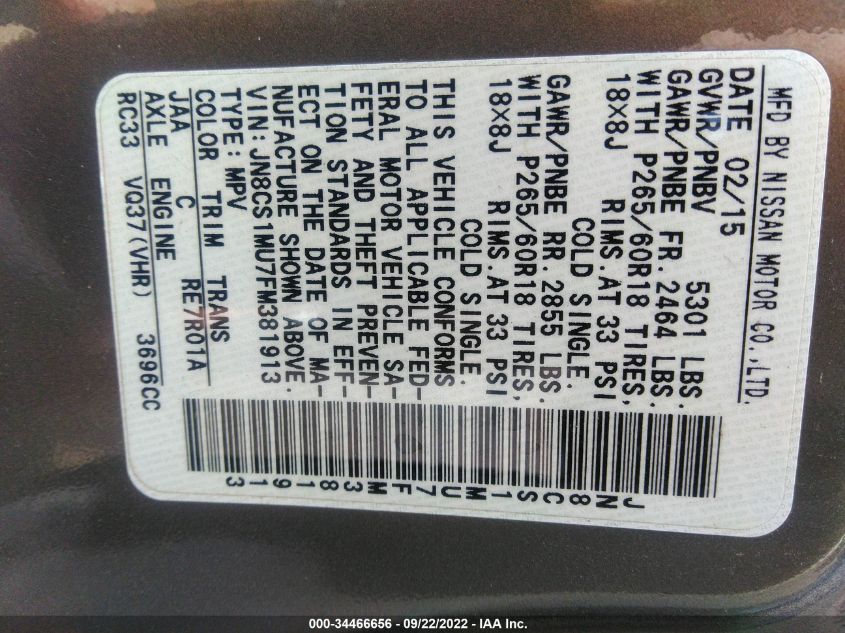 MFD BY NISSAN MOTOR CO.,LTD.
DATE 02/15
GVWR/PNBV 5301 LBS.
GAWR/PNBE FR. 2464 LBS.
WITH P265/60R18 TIRES,
18X8J RIMS.AT 33 PSI
COLD SINGLE.
GAWR/PNBE RR. 2855 LBS.
WITH P265/60R18 TIRES,
18X8J RIMS.AT 33 PSI
COLD SINGLE.
THIS VEHICLE CONFORMS
TO ALL APPLICABLE FED-
ERAL MOTOR VEHICLE SA-
FETY AND THEFT PREVEN-
TION STANDARDS IN EFF-
ECT ON THE DATE OF MA-
NUFACTURE SHOWN ABOVE.
VIN: JN8CS1MU7FM381913
TYPE: MPV
COLOR TRIM TRANS
JAA C RE7R01A
AXLE ENGINE
RC33 VQ37(VHR) 3696CC
JN8CS1MU7FM381913
000-34466656 - 09/22/2022 - IAA Inc.